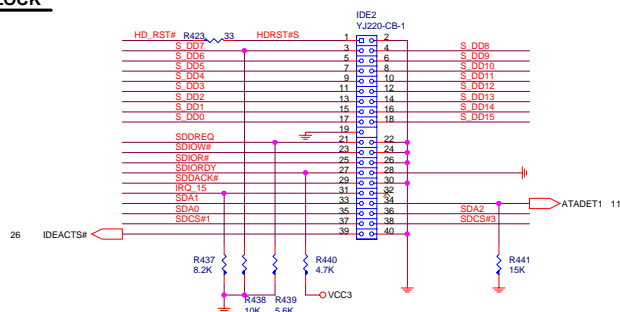 LOCK
IDE2
YJ220-CB-1
HD_RST# R423 33 HDRST#S 1 2
S_DD7 3 4 S_DD8
S_DD6 5 6 S_DD9
S_DD5 7 8 S_DD10
S_DD4 9 10 S_DD11
S_DD3 11 12 S_DD12
S_DD2 13 14 S_DD13
S_DD1 15 16 S_DD14
S_DD0 17 18 S_DD15
19
SDDREQ 21 22
SDIOW# 23 24
SDIOR# 25 26
SDIORDY 27 28
SDDACK# 29 30
IRQ_15 31 32
SDA1 33 34 ATADET1 11
SDA0 35 36 SDA2
SDCS#1 37 38 SDCS#3
26 IDEACTS# 39 40
R437 8.2K
R440 4.7K
R441 15K
VCC3
R438 10K
R439 5.6K